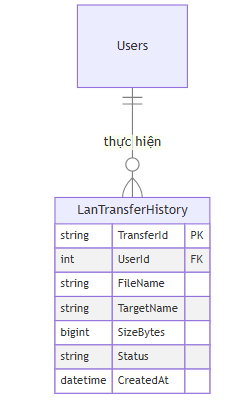 Users
thực hiện
LanTransferHistory
string TransferId PK
int UserId FK
string FileName
string TargetName
bigint SizeBytes
string Status
datetime CreatedAt